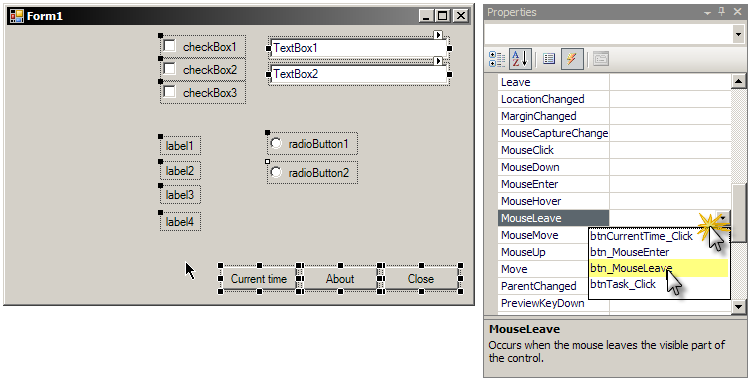 Form1
checkBox1
checkBox2
checkBox3
TextBox1
TextBox2
label1
label2
label3
label4
radioButton1
radioButton2
Current time
About
Close
Properties
Leave
LocationChanged
MarginChanged
MouseCaptureChange
MouseClick
MouseDown
MouseEnter
MouseHover
MouseLeave
MouseMove
MouseUp
Move
ParentChanged
PreviewKeyDown
btnCurrentTime_Click
btn_MouseEnter
btn_MouseLeave
btnTask_Click
MouseLeave
Occurs when the mouse leaves the visible part of
the control.